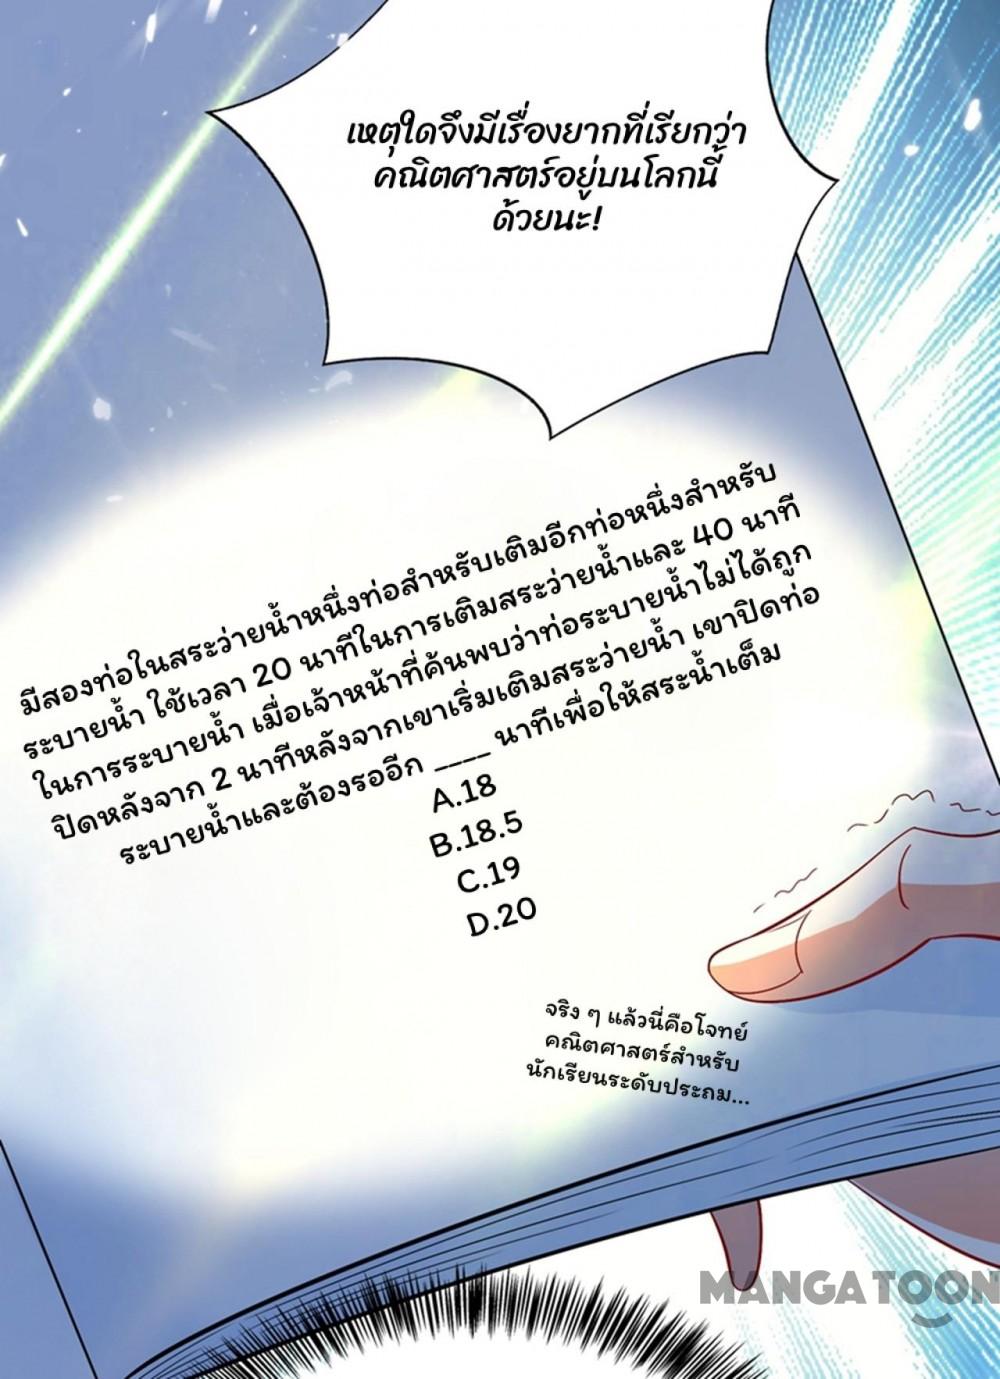 เหตุใดจึงมีเรื่องยากที่เรียกว่า
คณิตศาสตร์อยู่บนโลกนี้
ด้วยนะ!
มีสองท่อในสระว่ายน้ำหนึ่งท่อสำหรับเติมอีกท่อหนึ่งสำหรับ
ระบายน้ำ ใช้เวลา 20 นาทีในการเติมสระว่ายน้ำและ 40 นาที
ในการระบายน้ำ เมื่อเจ้าหน้าที่ค้นพบว่าท่อระบายน้ำไม่ได้ถูก
ปิดหลังจาก 2 นาทีหลังจากเขาเริ่มเติมสระว่ายน้ำ เขาปิดท่อ
ระบายน้ำและต้องรออีก ____ นาทีเพื่อให้สระน้ำเต็ม
A.18
B.18.5
C.19
D.20
จริง ๆ แล้วนี่คือโจทย์
คณิตศาสตร์สำหรับ
นักเรียนระดับประถม...
MANGATOON